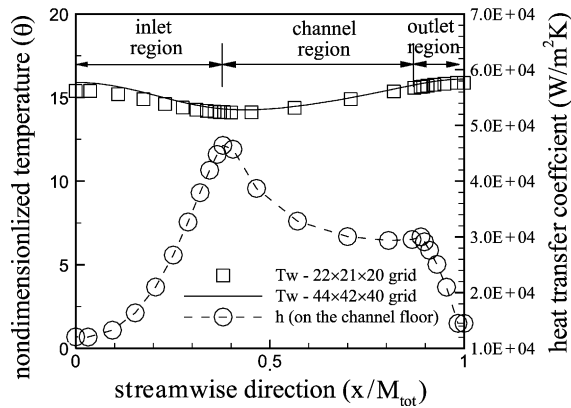 inlet region
channel region
outlet region
nondimensionlized temperature (θ)
20
15
10
5
0
7.0E+04
6.0E+04
5.0E+04
4.0E+04
3.0E+04
2.0E+04
1.0E+04
heat transfer coeffcient (W/m²K)
Tw - 22×21×20 grid
Tw - 44×42×40 grid
h (on the channel floor)
0
0.5
1
streamwise direction (x/Mtot)